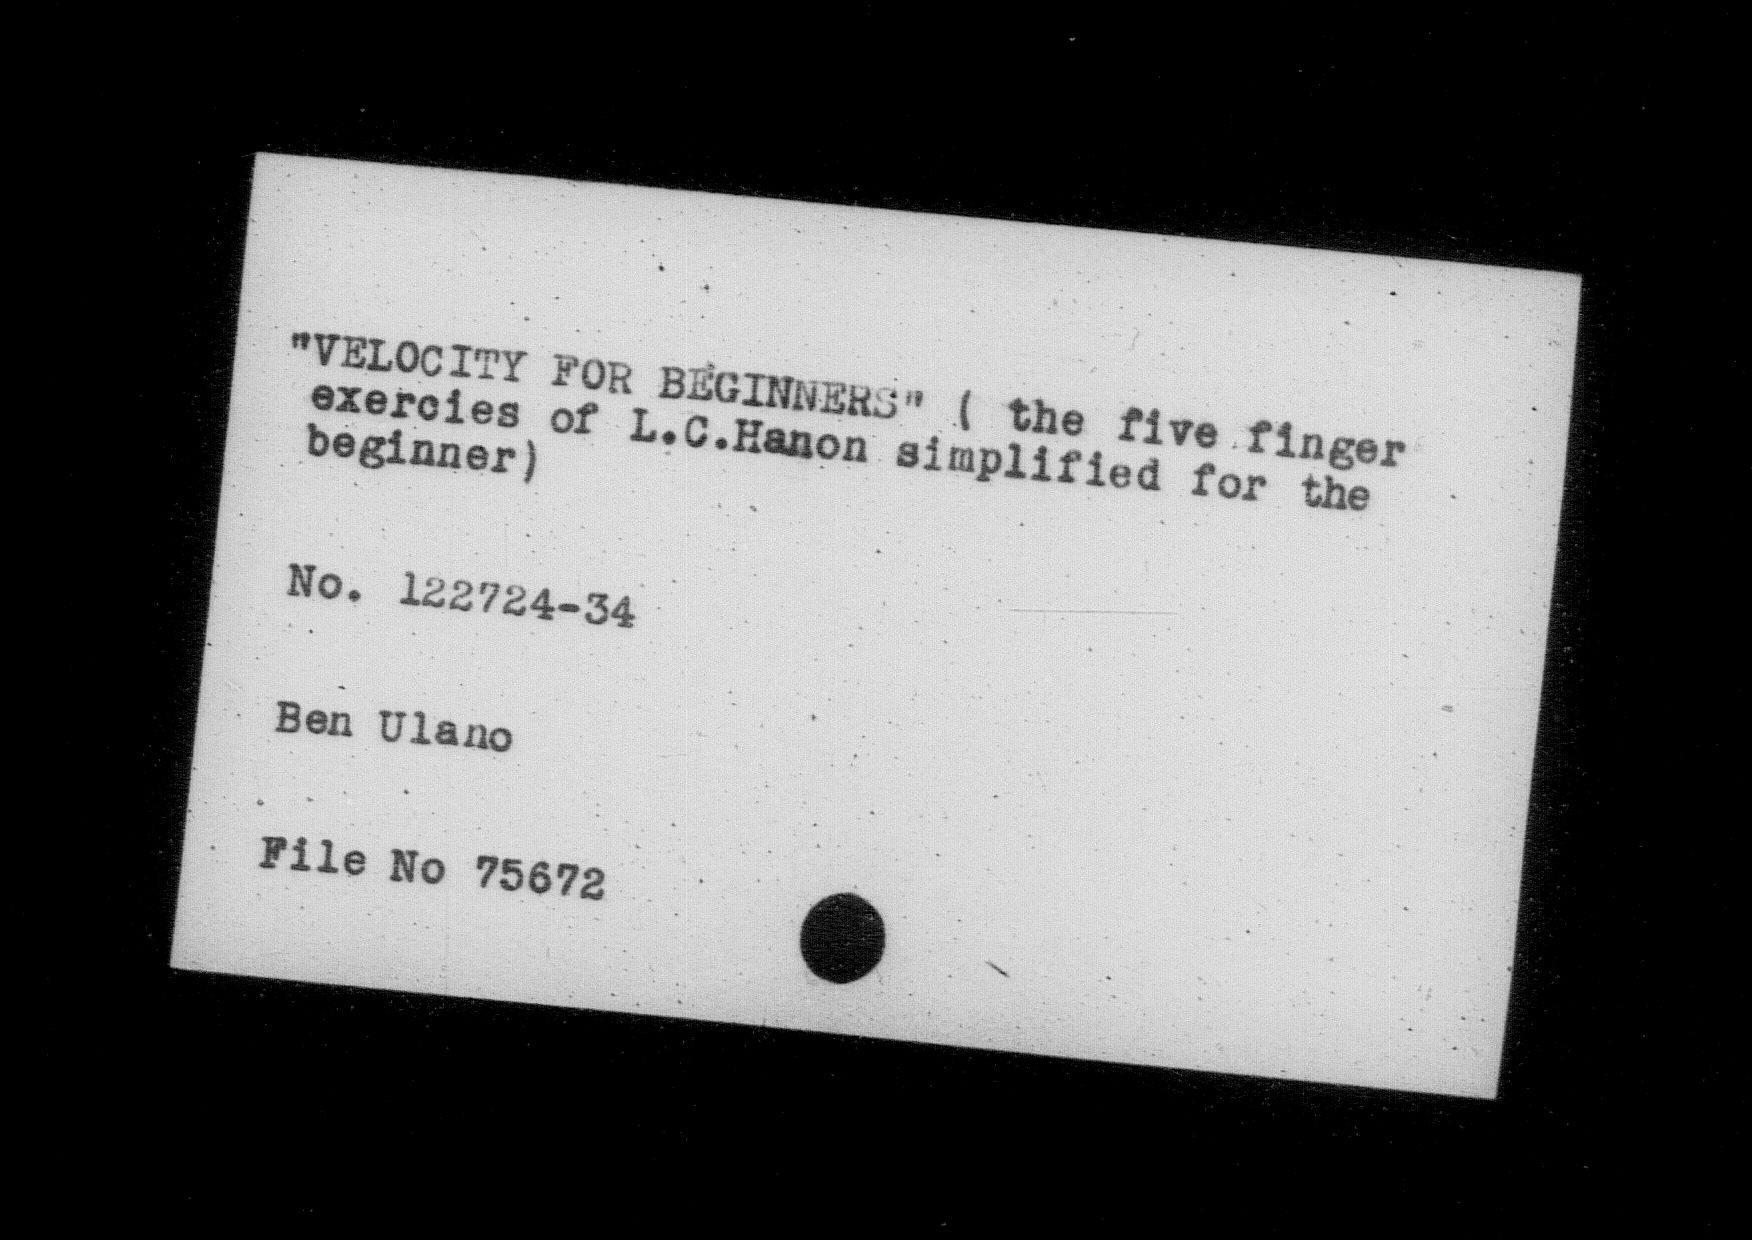 "VELOCITY FOR BEGINNERS" ( the five finger
exercies of L.C.Hanon simplified for the
beginner)
No. 122724-34
Ben Ulano
File No 75672